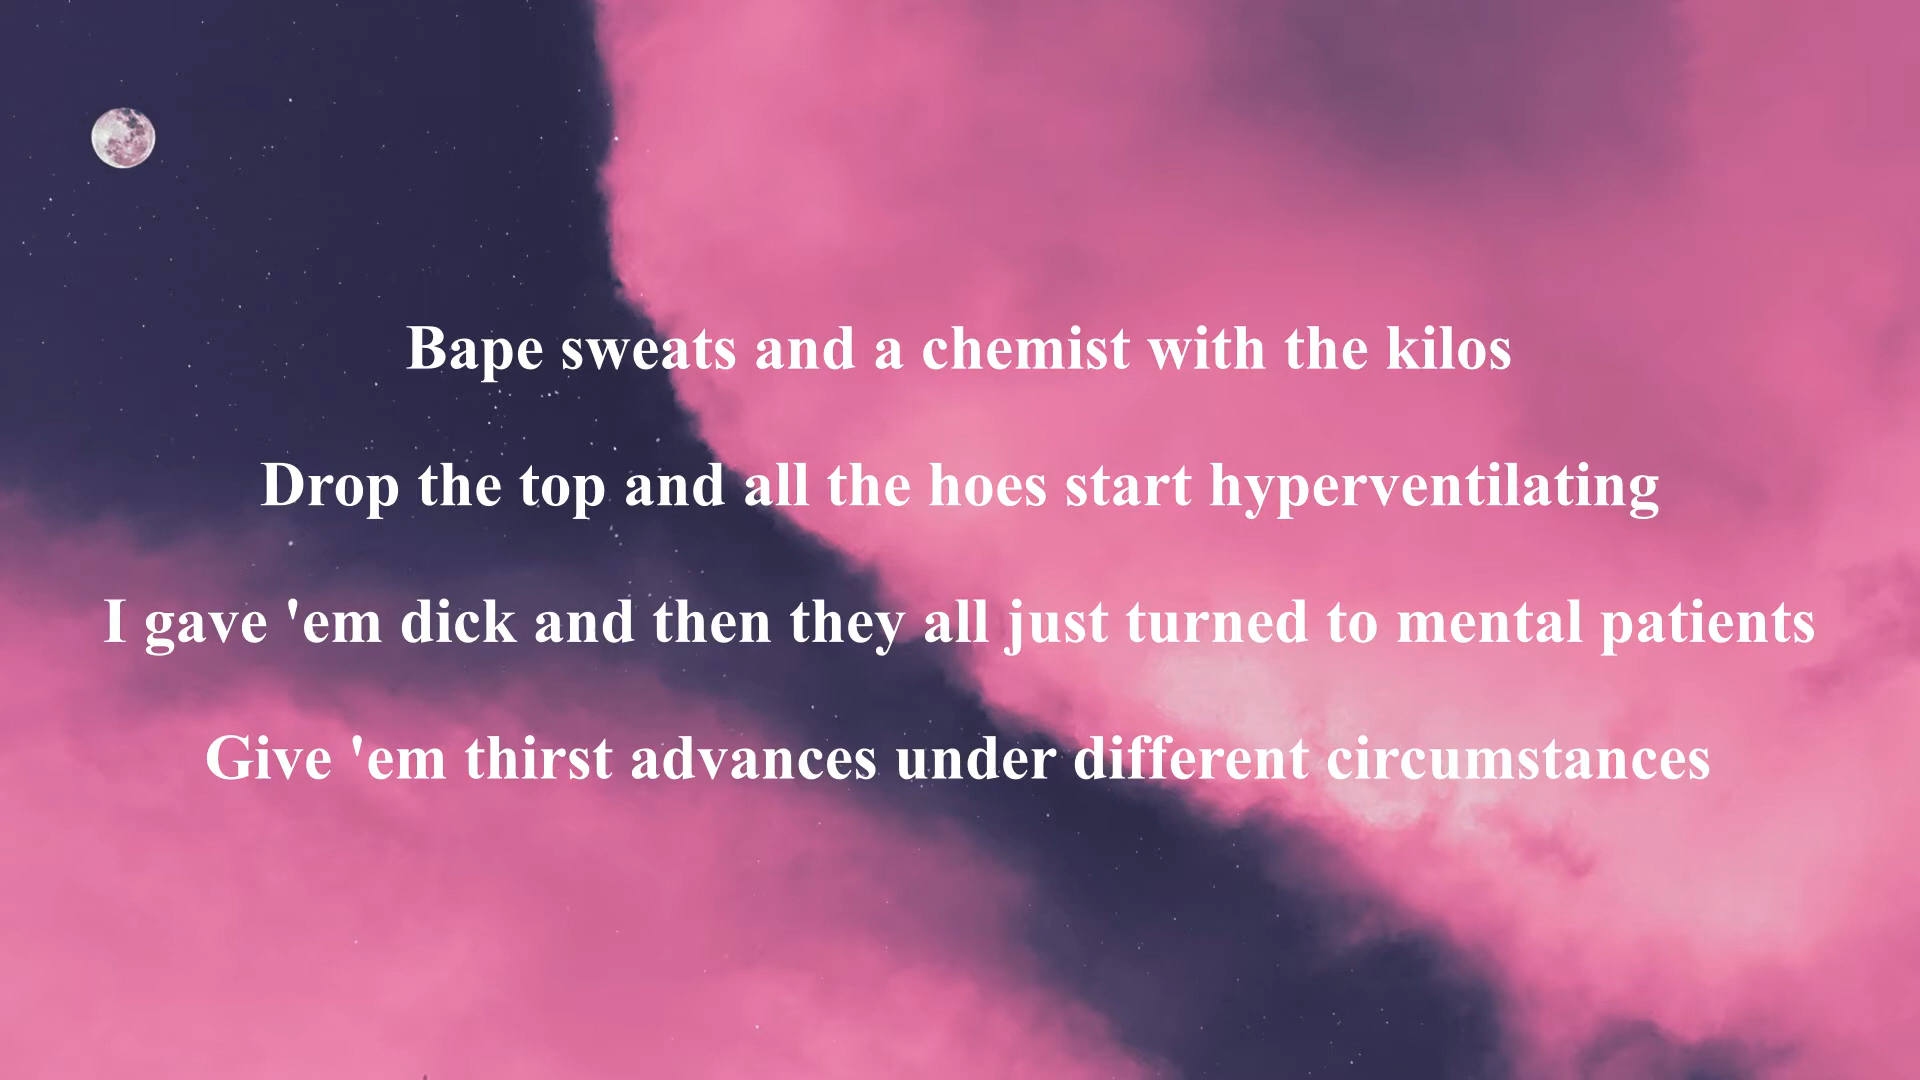 Bape sweats and a chemist with the kilos
Drop the top and all the hoes start hyperventilating
I gave 'em dick and then they all just turned to mental patients
Give 'em thirst advances under different circumstances